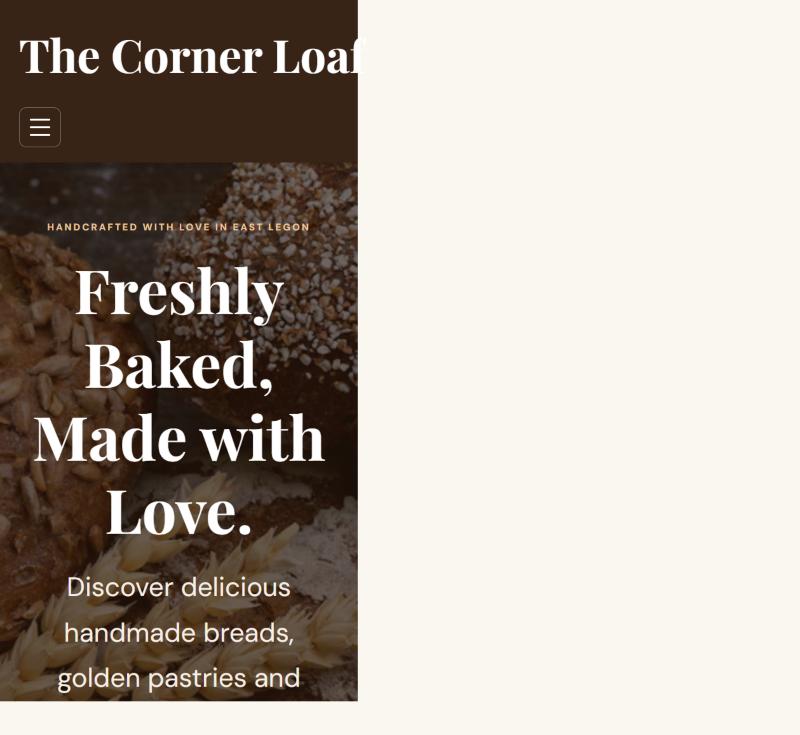 The Corner Loaf
HANDCRAFTED WITH LOVE IN EAST LEGON
Freshly
Baked,
Made with
Love.
Discover delicious
handmade breads,
golden pastries and